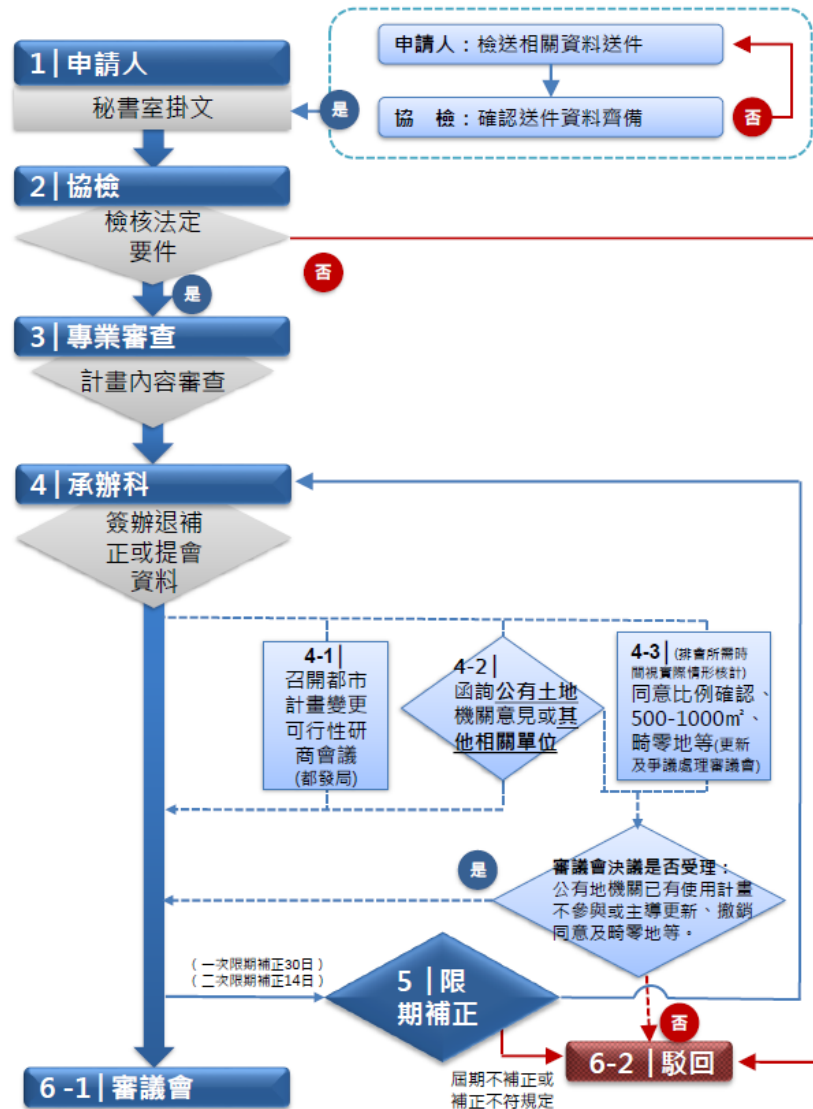 申請人：檢送相關資料送件
1│申請人
秘書室掛文
是
協　檢：確認送件資料齊備
否
2│協檢
檢核法定
要件
否
是
3│專業審查
計畫內容審查
4│承辦科
簽辦退補
正或提會
資料
4-1│
召開都市
計畫變更
可行性研
商會議
(都發局)
4-2│
函詢公有土地
機關意見或其
他相關單位
4-3│(排會所需時
間視實際情形核計)
同意比例確認、
500-1000㎡、
畸零地等(更新
及爭議處理審議會)
是
審議會決議是否受理：
公有地機關已有使用計畫
不參與或主導更新、撤銷
同意及畸零地等。
(一次限期補正30日)
(二次限期補正14日)
5│限
期補正
否
6-2│駁回
屆期不補正或
補正不符規定
6-1│審議會